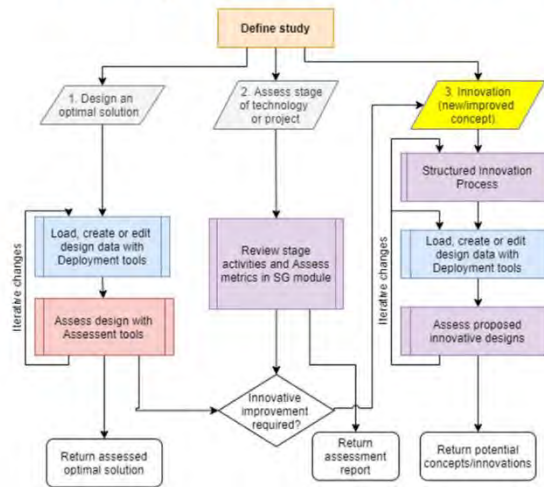 Define study
1. Design an
optimal solution
2. Assess stage
of technology
or project
3. Innovation
(new/improved
concept)
Structured Innovation
Process
Load, create or edit
design data with
Deployment tools
Review stage
activities and Assess
metrics in SG module
Load, create or edit
design data with
Deployment tools
Iterative changes
Assess design with
Assessent tools
Iterative changes
Assess proposed
innovative designs
Innovative
improvement
required?
Return assessed
optimal solution
Return
assessment
report
Return potential
concepts/innovations